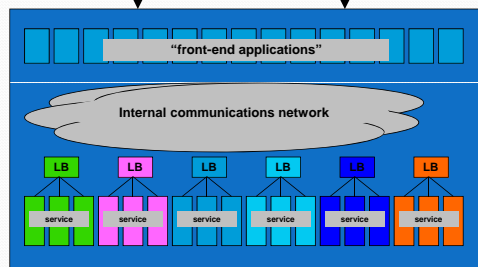 “front-end applications”
Internal communications network
LB LB LB LB LB LB
service service service service service service